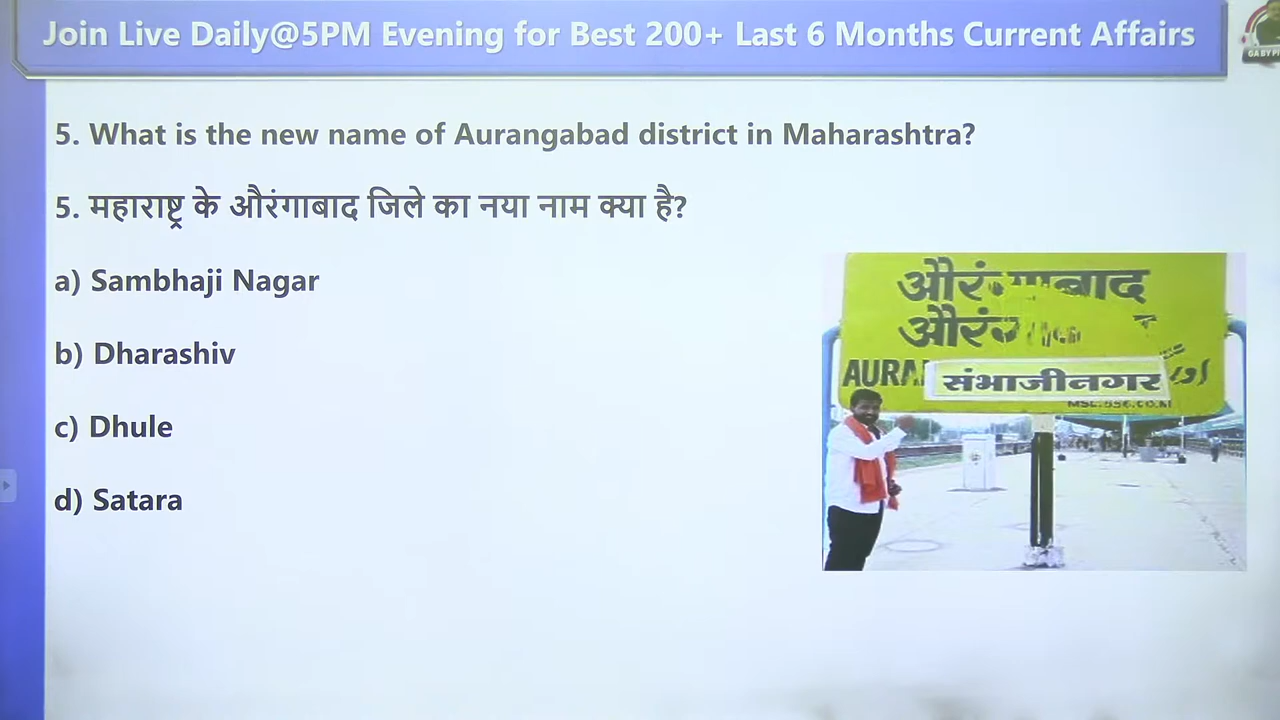 Join Live Daily@5PM Evening for Best 200+ Last 6 Months Current Affairs
5. What is the new name of Aurangabad district in Maharashtra?
5. महाराष्ट्र के औरंगाबाद जिले का नया नाम क्या है?
a) Sambhaji Nagar
b) Dharashiv
c) Dhule
d) Satara
संभाजीनगर